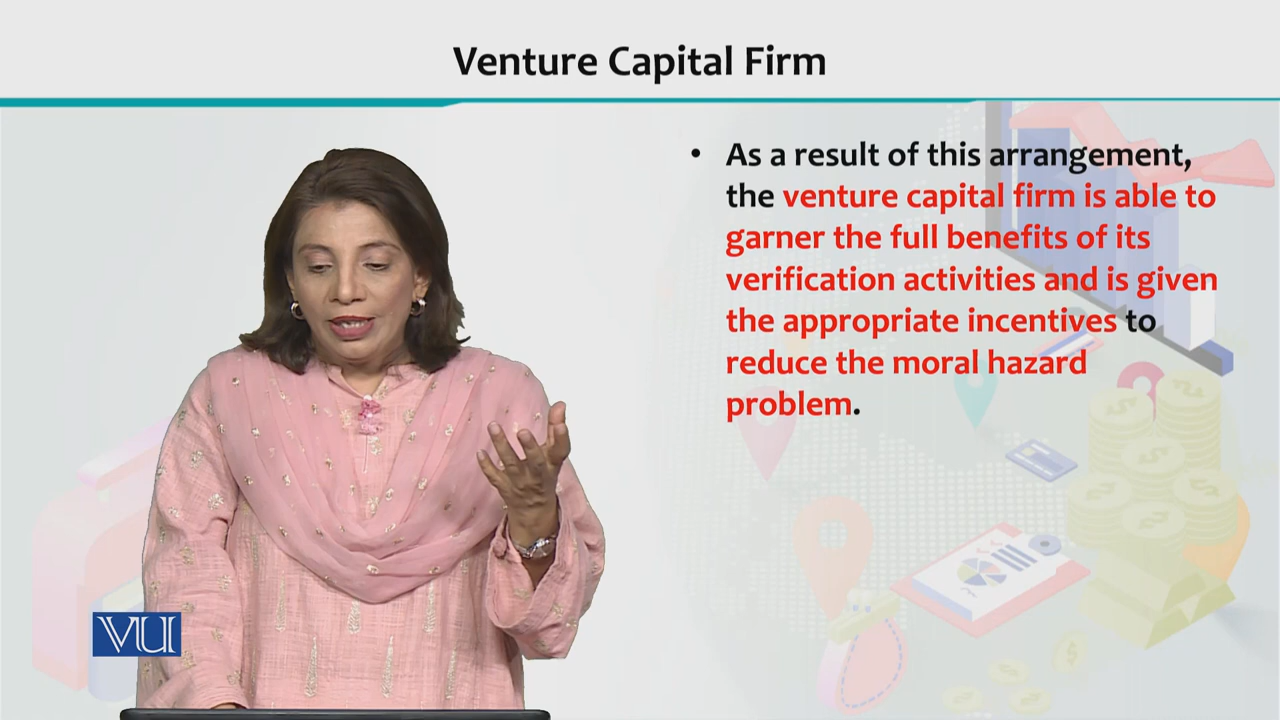 Venture Capital Firm
• As a result of this arrangement,
the venture capital firm is able to
garner the full benefits of its
verification activities and is given
the appropriate incentives to
reduce the moral hazard
problem.
VU